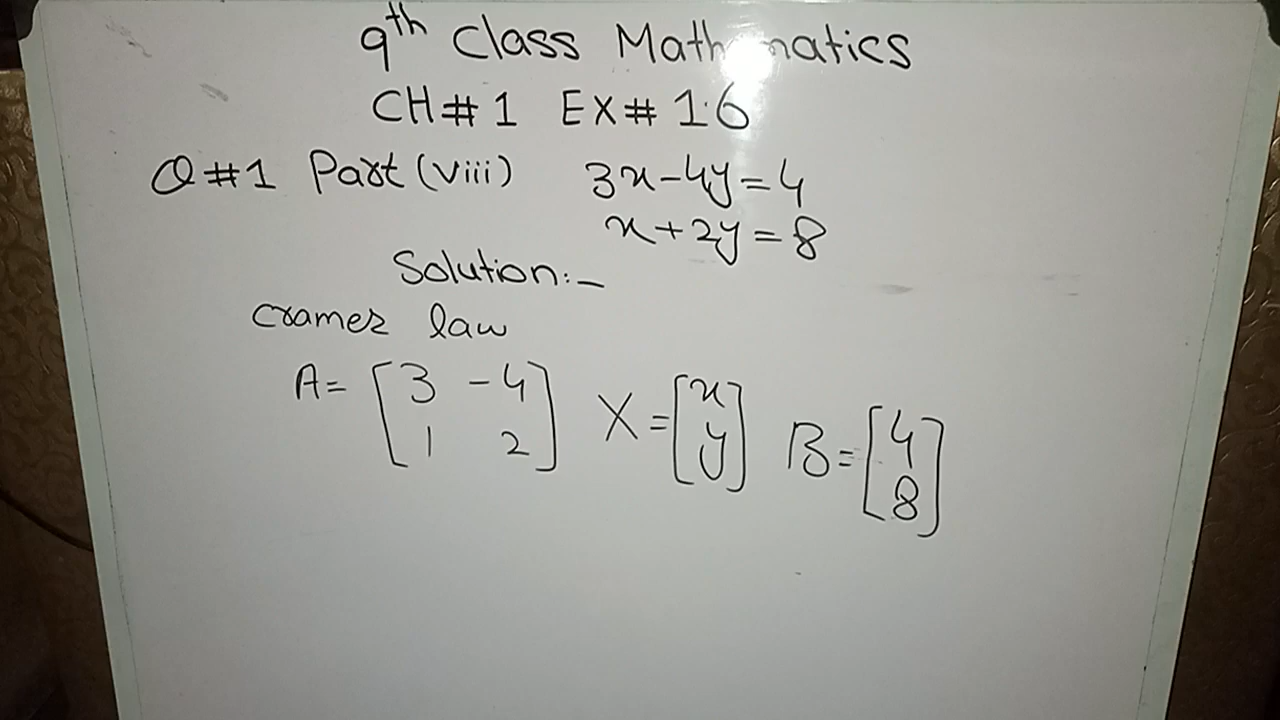 9th Class Mathematics
CH#1 EX# 1.6
Q#1 Part (viii) 3x-4y=4
x+2y=8
Solution:-
Cramer law
A= [3 -4 X = [x B= [4
1 2] y] 8]